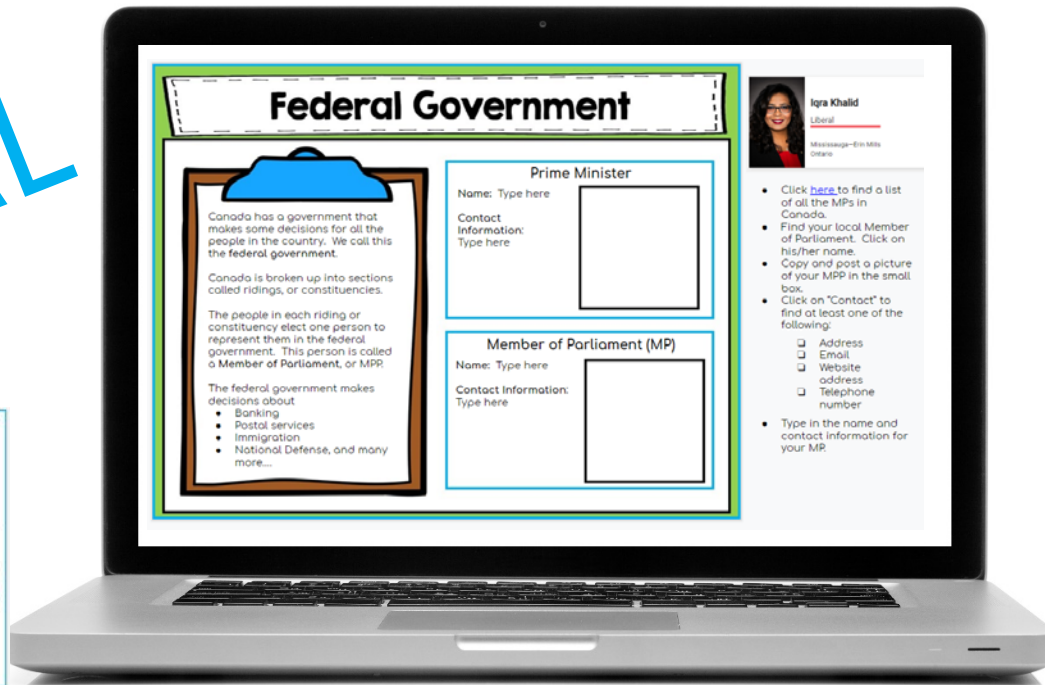 AL
Federal Government
Canada has a government that
makes some decisions for all the
people in the country. We call this
the federal government.
Canada is broken up into sections
called ridings, or constituencies.
The people in each riding or
constituency elect one person to
represent them in the federal
government. This person is called
a Member of Parliament, or MPP.
The federal government makes
decisions about
• Banking
• Postal services
• Immigration
• National Defense, and many
more....
Prime Minister
Name: Type here
Contact
Information:
Type here
Member of Parliament (MP)
Name: Type here
Contact Information:
Type here
Iqra Khalid
Liberal
Mississauga—Erin Mills
Ontario
• Click here to find a list
of all the MPs in
Canada.
• Find your local Member
of Parliament. Click on
his/her name.
• Copy and post a picture
of your MPP in the small
box.
• Click on "Contact" to
find at least one of the
following:
❑ Address
❑ Email
❑ Website
address
❑ Telephone
number
• Type in the name and
contact information for
your MP.